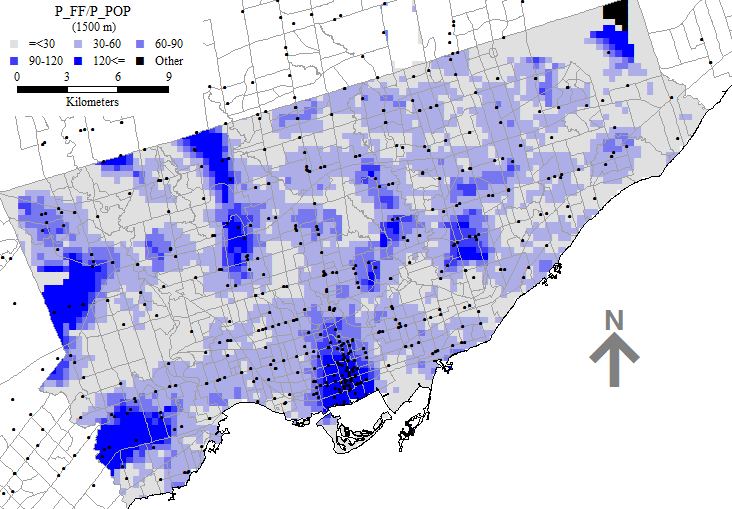 P_FF/P_POP
(1500 m)
=<30 30-60 60-90
90-120 120<= Other
0 3 6 9
Kilometers
N